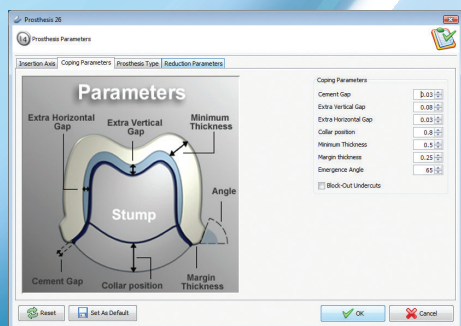 Prosthesis 26
14 Prosthesis Parameters
Insertion Axis Coping Parameters Prosthesis Type Reduction Parameters
Parameters
Extra Horizontal Gap
Extra Vertical Gap
Minimum Thickness
Angle
Stump
Cement Gap
Collar position
Margin Thickness
Coping Parameters
Cement Gap 0.03
Extra Vertical Gap 0.08
Extra Horizontal Gap 0.03
Collar position 0.8
Minimum Thickness 0.5
Margin thickness 0.25
Emergence Angle 65
Block-Out Undercuts
Reset Set As Default OK Cancel